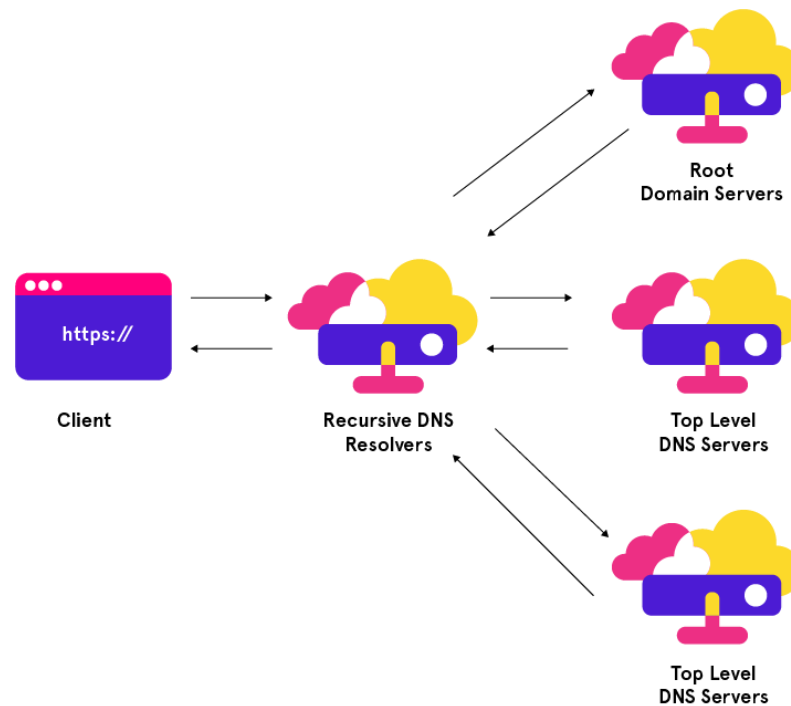 Root
Domain Servers
https://
Client
Recursive DNS
Resolvers
Top Level
DNS Servers
Top Level
DNS Servers